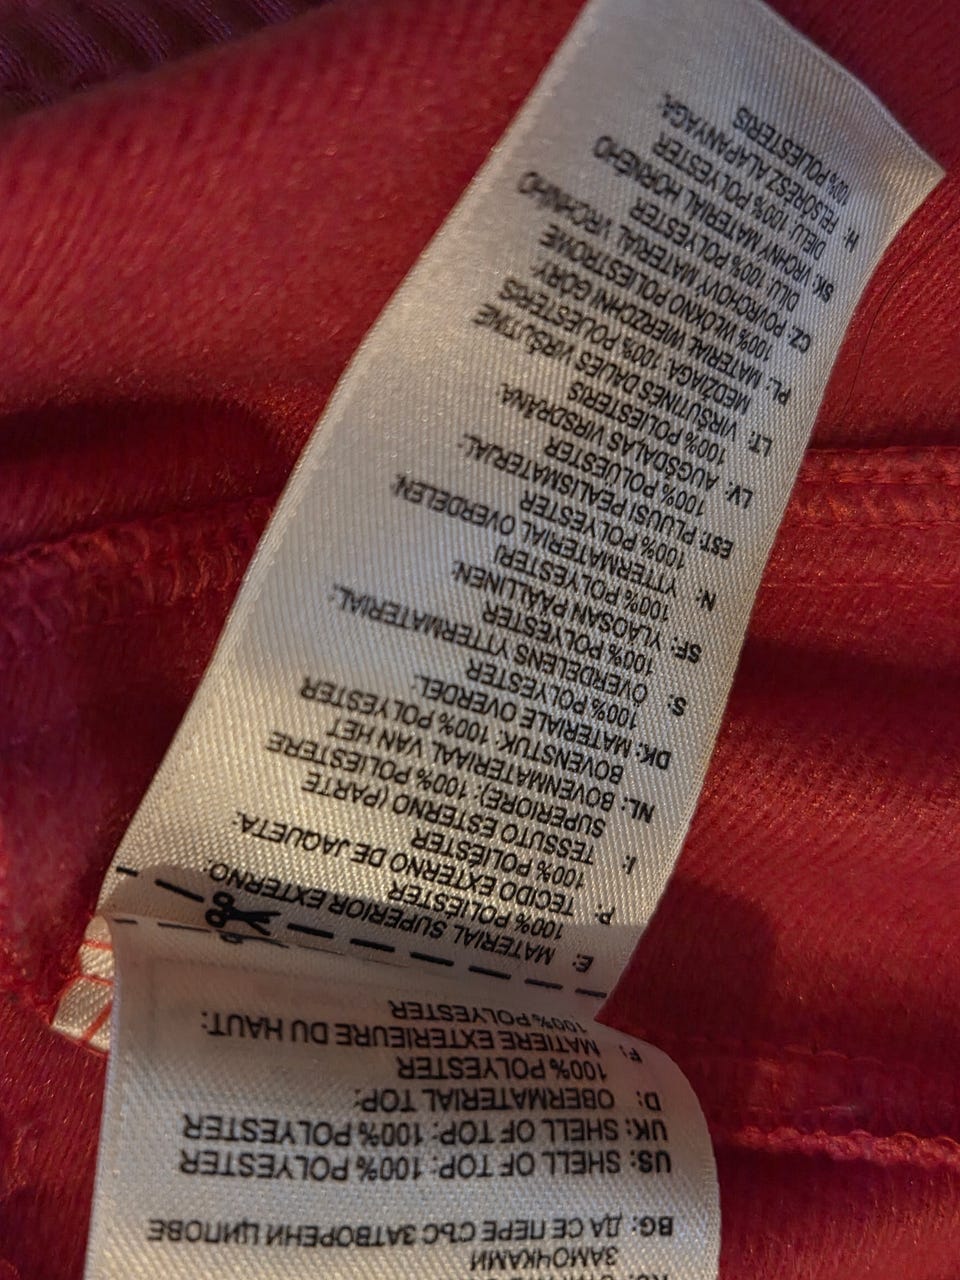 ЗАМОЧКАМИ
BG: ДА СЕ ПЕРЕ СЪС ЗАТВОРЕНИ ЦИПОВЕ
US: SHELL OF TOP: 100% POLYESTER
UK: SHELL OF TOP: 100% POLYESTER
D: OBERMATERIAL TOP:
100% POLYESTER
F: MATIERE EXTERIEURE DU HAUT:
100% POLYESTER
E: MATERIAL SUPERIOR EXTERNO:
100% POLIÉSTER
P: TECIDO EXTERNO DE JAQUETA:
100% POLIÉSTER
I: TESSUTO ESTERNO (PARTE
SUPERIORE): 100% POLIESTERE
NL: BOVENMATERIAAL VAN HET
BOVENSTUK: 100% POLYESTER
DK: MATERIALE OVERDEL:
100% POLYESTER
S: ÖVERDELENS YTTERMATERIAL:
100% POLYESTER
SF: YLÄOSAN PÄÄLLINEN:
100% POLYESTERI
N: YTTERMATERIAL OVERDELEN:
100% POLYESTER
EST: PLUUSI PEALISMATERJAL:
100% POLÜESTER
LV: AUGŠDAĻAS VIRSDRĀNA:
100% POLIESTERIS
LT: VIRŠUTINĖS DALIES VIRŠUTINĖ
MEDŽIAGA: 100% POLIESTERIS
PL: MATERIAŁ WIERZCHNI GÓRY:
100% WŁÓKNO POLIESTROWE
CZ: POVRCHOVÝ MATERIÁL VRCHNÍHO
DÍLU: 100% POLYESTER
SK: VRCHNÝ MATERIÁL HORNÉHO
DIELU: 100% POLYESTER
H: FELSŐRÉSZ ALAPANYAGA:
100% POLIESTERIS